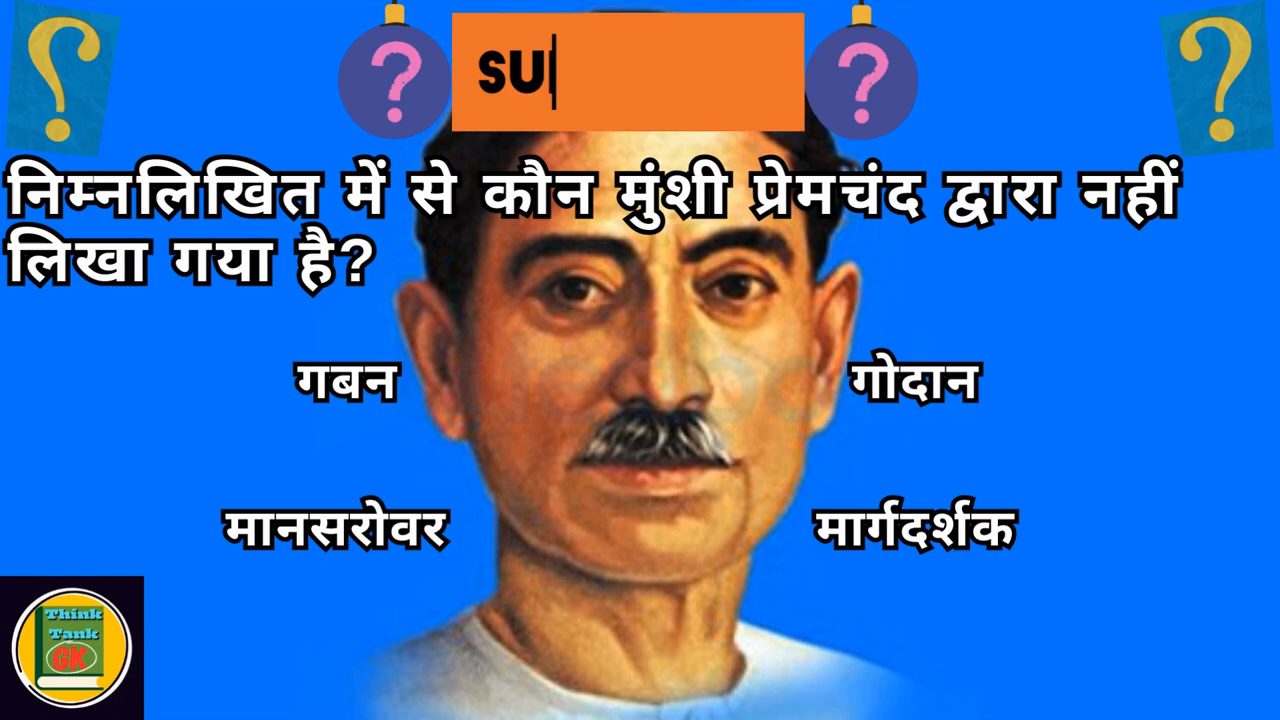 SU
निम्नलिखित में से कौन मुंशी प्रेमचंद द्वारा नहीं
लिखा गया है?
गबन
गोदान
मानसरोवर
मार्गदर्शक
Think
Tank
GK